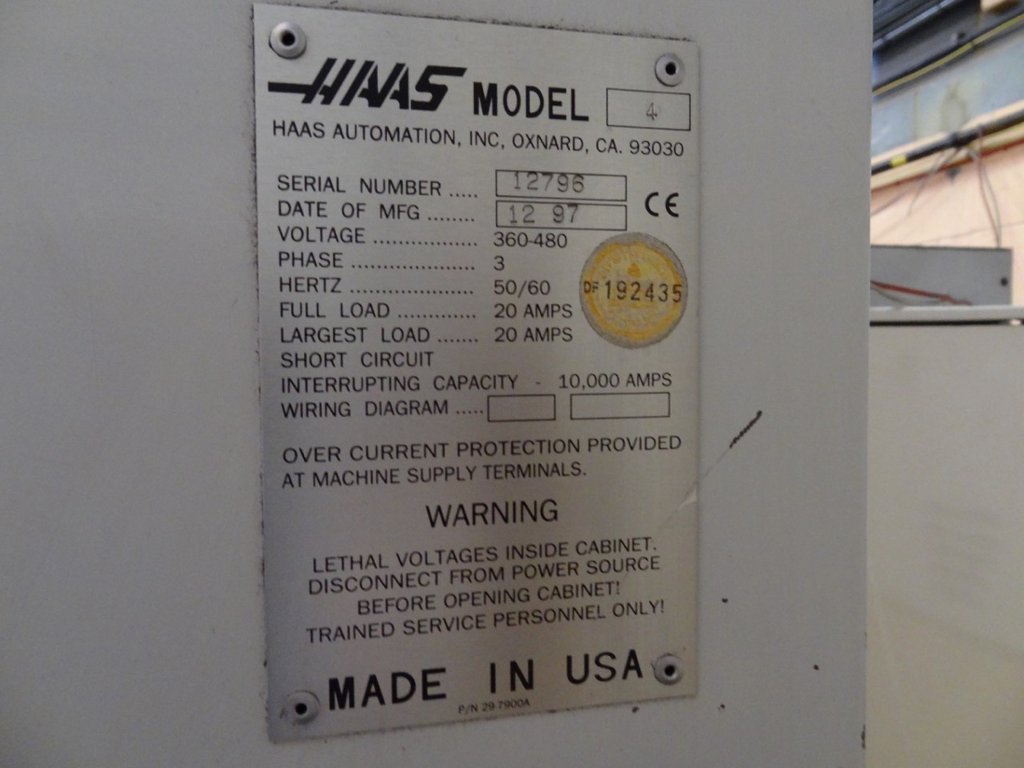 HAAS MODEL 4
HAAS AUTOMATION, INC, OXNARD, CA. 93030
SERIAL NUMBER ..... 12796
DATE OF MFG ........ 12 97
CE
VOLTAGE .................. 360-480
PHASE ..................... 3
HERTZ ..................... 50/60
FULL LOAD ............. 20 AMPS
LARGEST LOAD ....... 20 AMPS
DF 192435
SHORT CIRCUIT
INTERRUPTING CAPACITY - 10,000 AMPS
WIRING DIAGRAM .....
OVER CURRENT PROTECTION PROVIDED
AT MACHINE SUPPLY TERMINALS.
WARNING
LETHAL VOLTAGES INSIDE CABINET.
DISCONNECT FROM POWER SOURCE
BEFORE OPENING CABINET!
TRAINED SERVICE PERSONNEL ONLY!
MADE IN USA
P/N 29-7900A